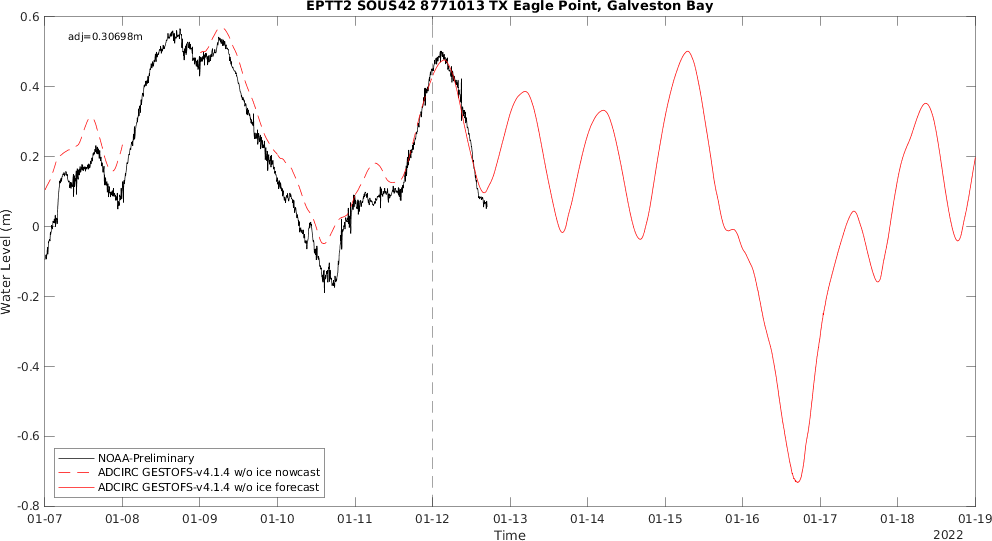 EPTT2 SOUS42 8771013 TX Eagle Point, Galveston Bay
adj=0.30698m
0.6
0.4
0.2
0
-0.2
-0.4
-0.6
-0.8
Water Level (m)
NOAA-Preliminary
ADCIRC GESTOFS-v4.1.4 w/o ice nowcast
ADCIRC GESTOFS-v4.1.4 w/o ice forecast
01-07 01-08 01-09 01-10 01-11 01-12 01-13 01-14 01-15 01-16 01-17 01-18 01-19
Time
2022